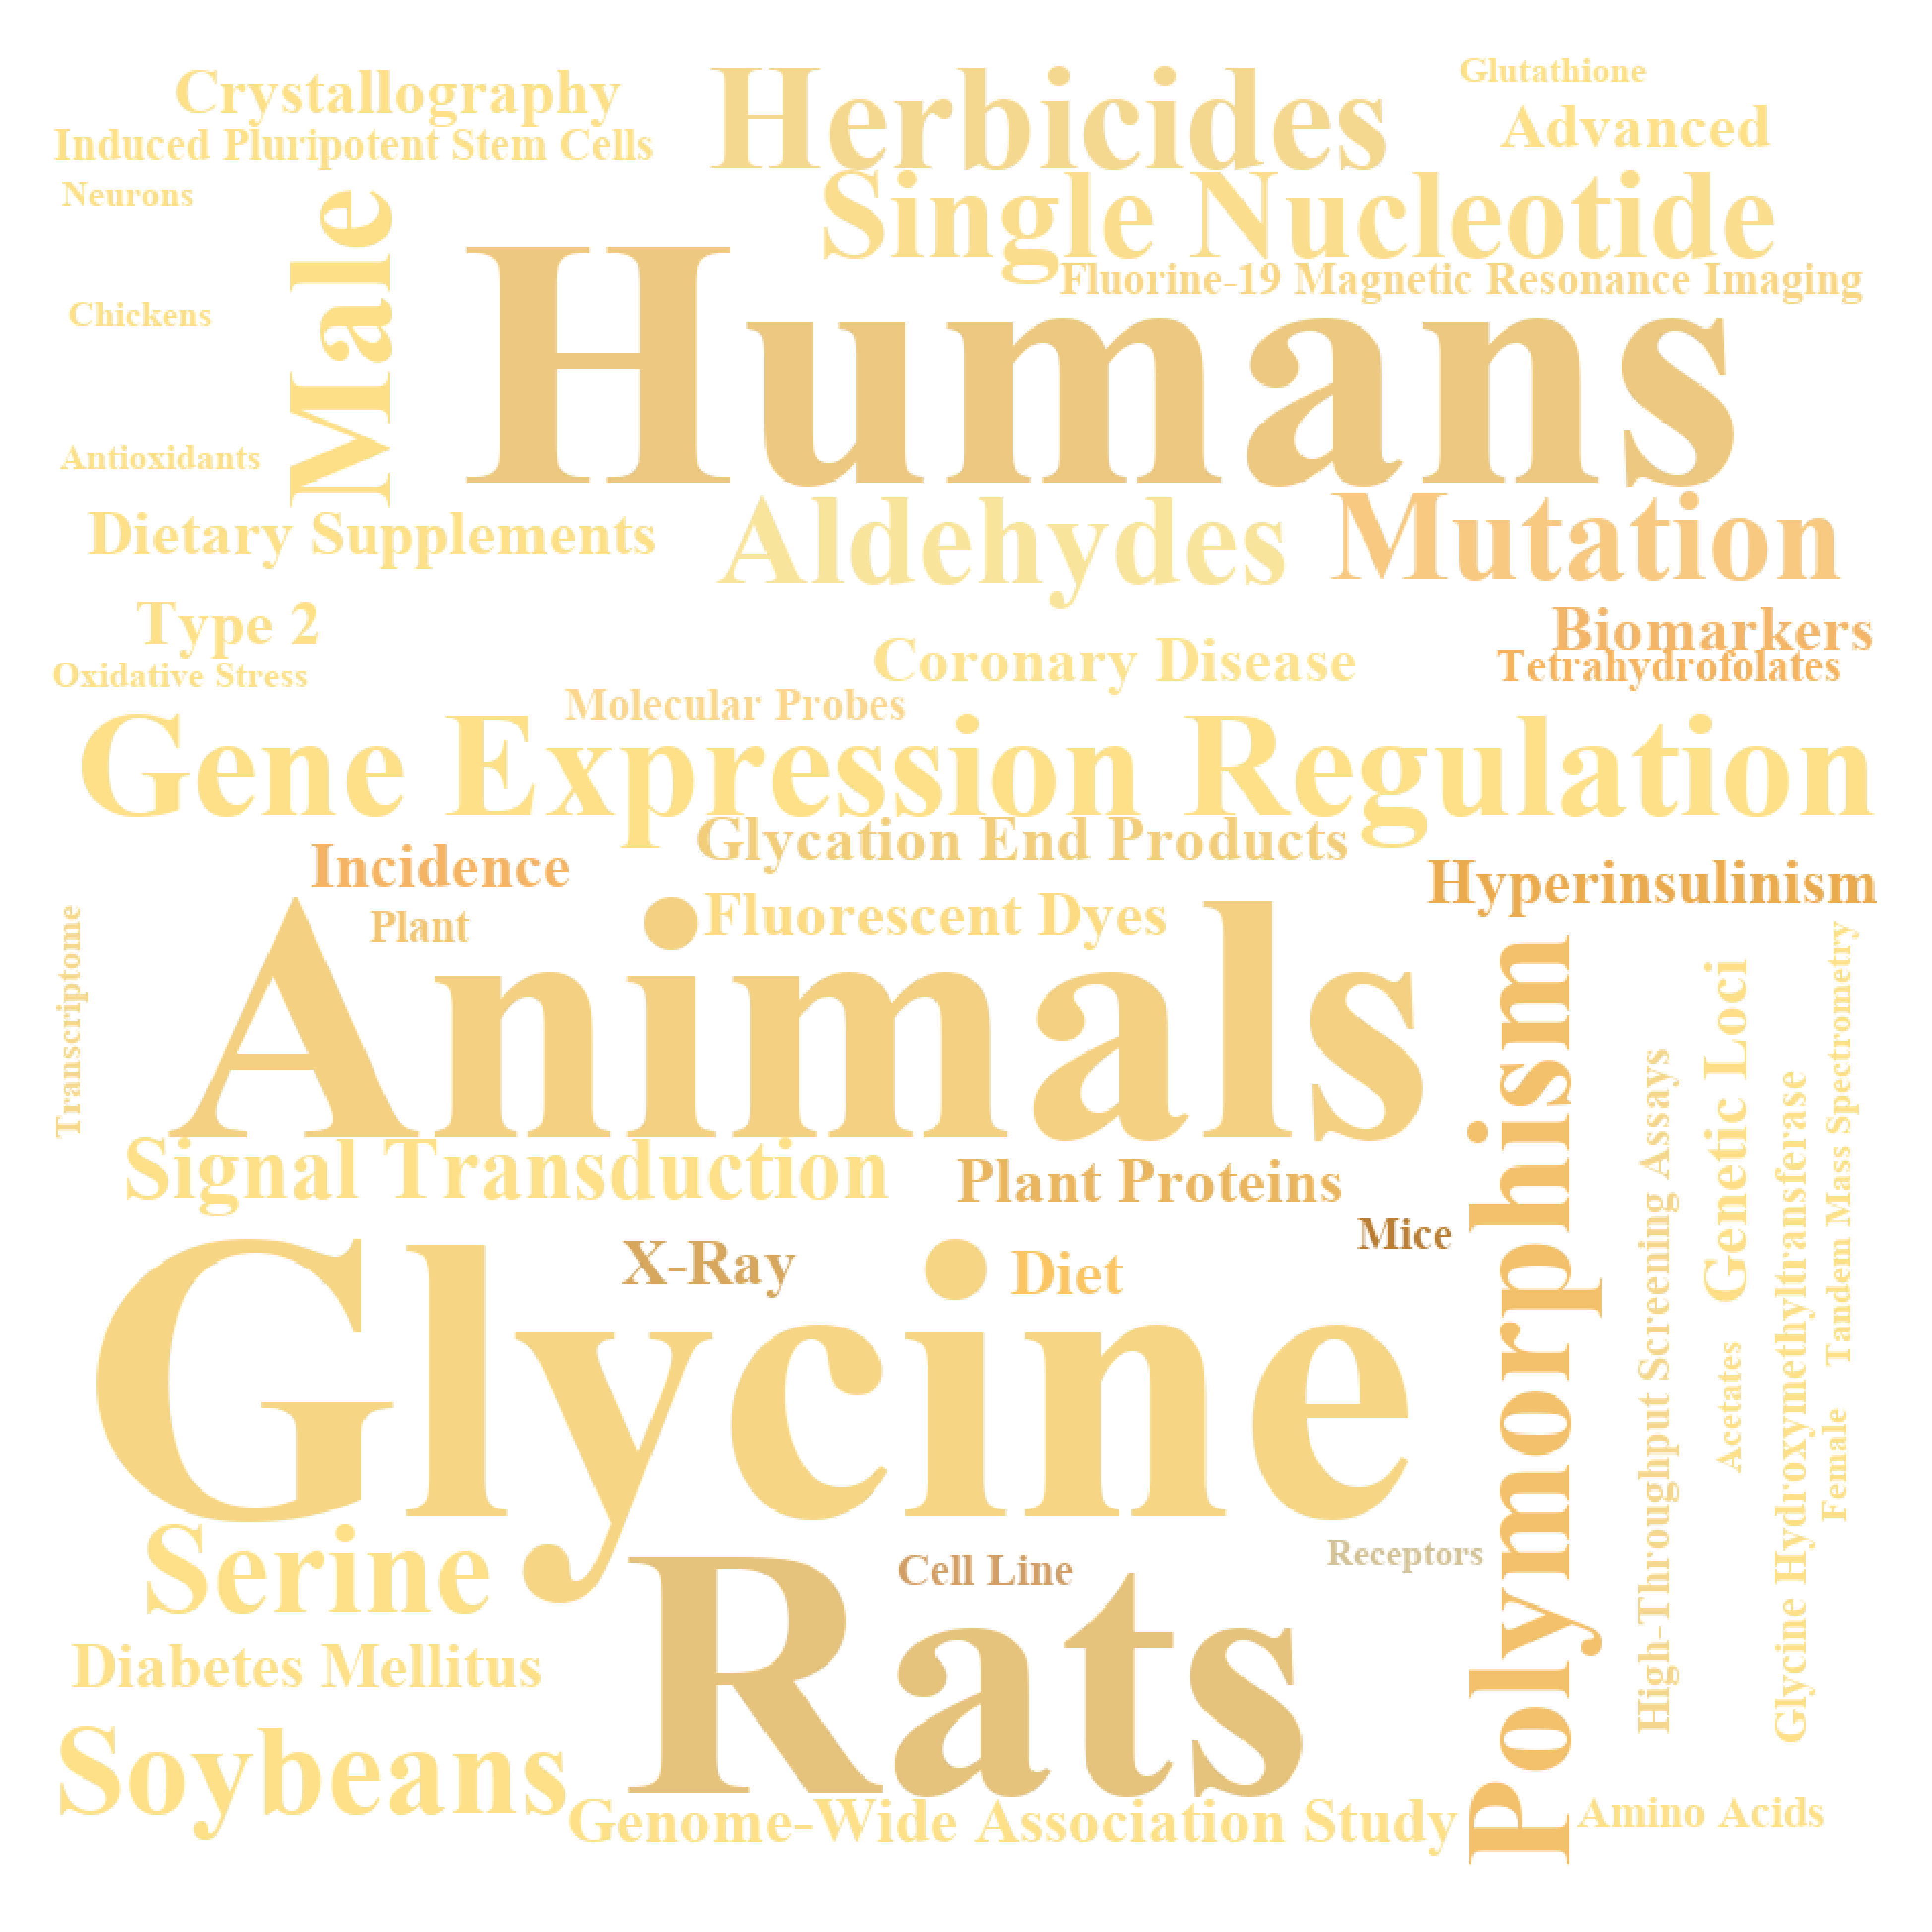 Crystallography
Herbicides
Glutathione
Advanced
Induced Pluripotent Stem Cells
Neurons
Single Nucleotide
Male
Fluorine-19 Magnetic Resonance Imaging
Chickens
Humans
Antioxidants
Dietary Supplements
Aldehydes
Mutation
Type 2
Biomarkers
Coronary Disease
Tetrahydrofolates
Oxidative Stress
Molecular Probes
Gene Expression Regulation
Glycation End Products
Incidence
Hyperinsulinism
Plant
Fluorescent Dyes
Transcriptome
Animals
Polymorphism
Genetic Loci
Tandem Mass Spectrometry
High-Throughput Screening Assays
Glycine Hydroxymethyltransferase
Signal Transduction
Plant Proteins
Mice
X-Ray
Diet
Glycine
Acetates
Female
Serine
Cell Line
Receptors
Rats
Diabetes Mellitus
Soybeans
Genome-Wide Association Study
Amino Acids